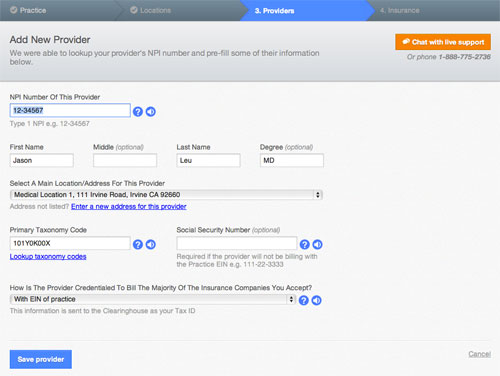 Practice
Locations
3. Providers
4. Insurance
Add New Provider
We were able to lookup your provider's NPI number and pre-fill some of their information
below.
Chat with live support
Or phone 1-888-775-2736
NPI Number Of This Provider
12-34567
Type 1 NPI e.g. 12-34567
First Name
Middle (optional)
Last Name
Degree (optional)
Jason
Leu
MD
Select A Main Location/Address For This Provider
Medical Location 1, 111 Irvine Road, Irvine CA 92660
Address not listed? Enter a new address for this provider
Primary Taxonomy Code
Social Security Number (optional)
101Y0K00X
Lookup taxonomy codes
Required if the provider will not be billing with
the Practice EIN e.g. 111-22-3333
How Is The Provider Credentialed To Bill The Majority Of The Insurance Companies You Accept?
With EIN of practice
This information is sent to the Clearinghouse as your Tax ID
Save provider
Cancel